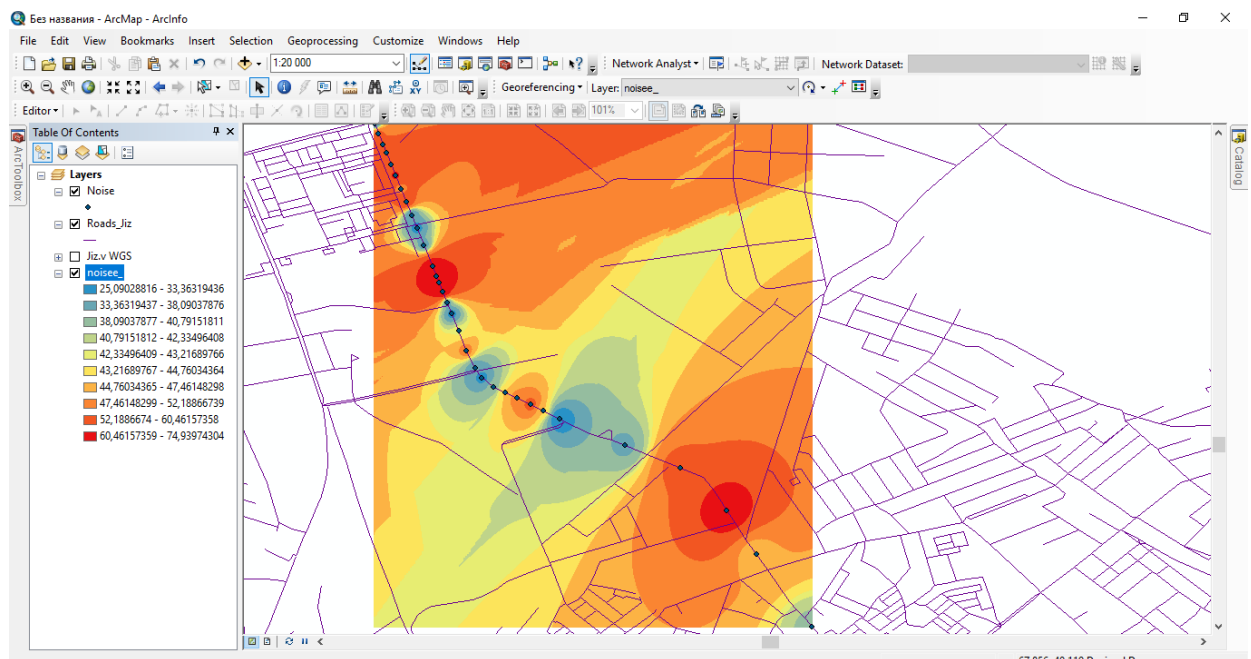 Без названия - ArcMap - ArcInfo
File Edit View Bookmarks Insert Selection Geoprocessing Customize Windows Help
1:20 000 Network Analyst Network Dataset:
Georeferencing Layer: noisee_
Editor 101%
Table Of Contents
ArcToolbox
Catalog
Layers
Noise
Roads_Jiz
Jiz.v WGS
noisee_
25,09028816 - 33,36319436
33,36319437 - 38,09037876
38,09037877 - 40,79151811
40,79151812 - 42,33496408
42,33496409 - 43,21689766
43,21689767 - 44,76034364
44,76034365 - 47,46148298
47,46148299 - 52,18866739
52,1886674 - 60,46157358
60,46157359 - 74,93974304